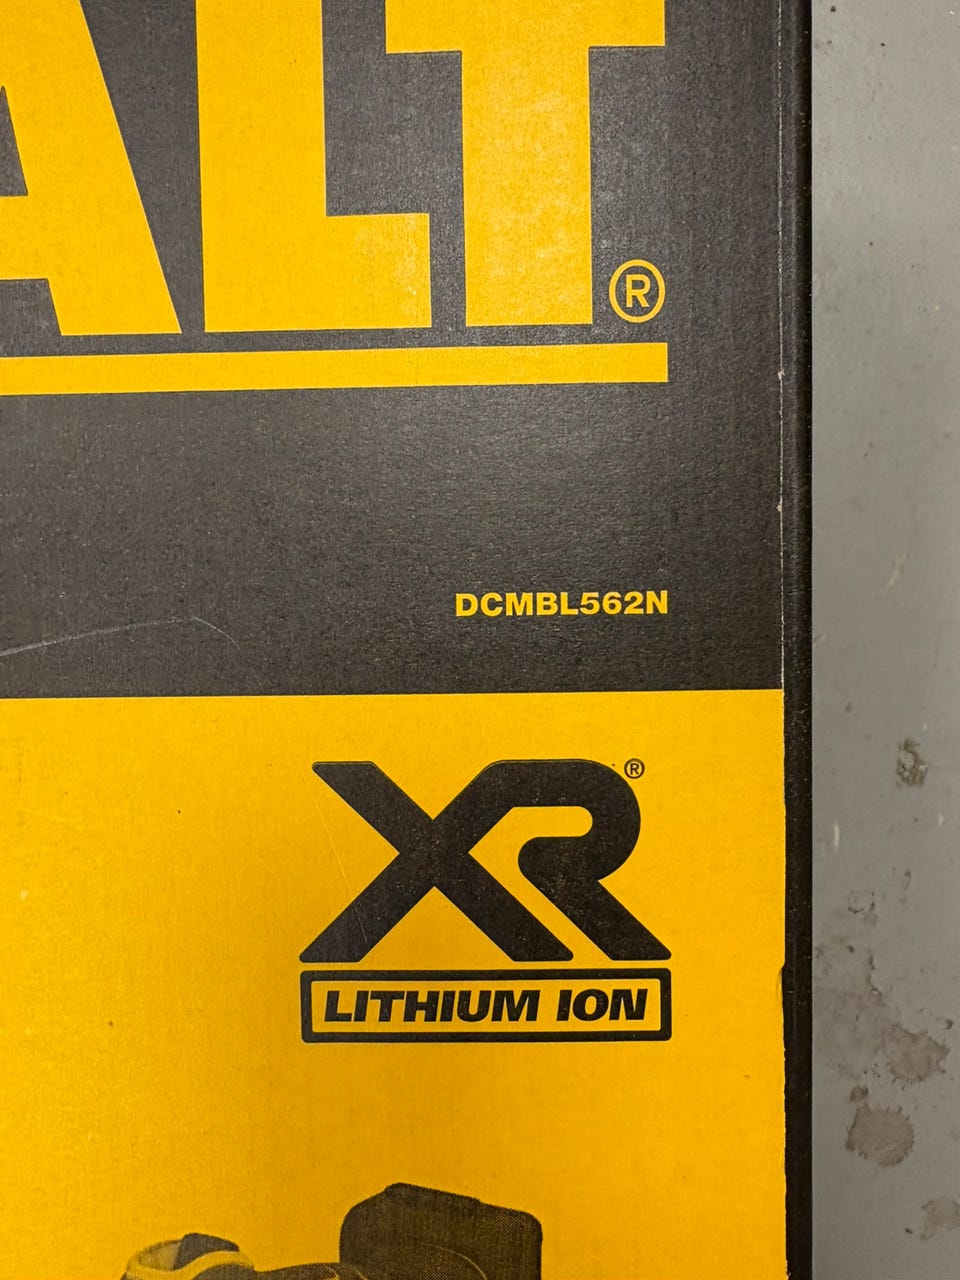 ALT®
DCMBL562N
XR®
LITHIUM ION